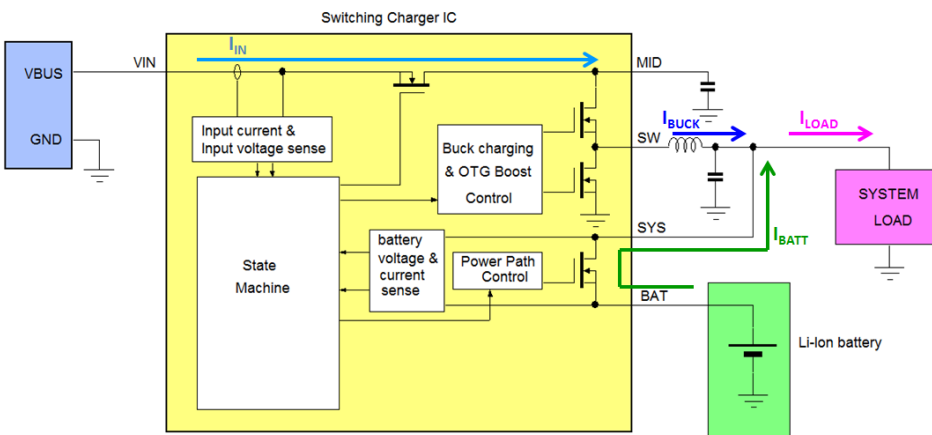 Switching Charger IC
VBUS
GND
VIN
I_IN
MID
Input current &
Input voltage sense
Buck charging
& OTG Boost
Control
SW
I_BUCK
I_LOAD
SYSTEM
LOAD
State
Machine
battery
voltage &
current
sense
Power Path
Control
SYS
I_BATT
BAT
Li-Ion battery